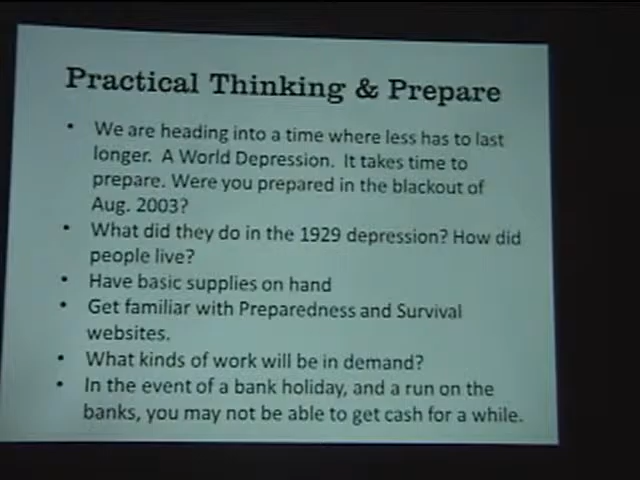 Practical Thinking & Prepare
• We are heading into a time where less has to last
longer. A World Depression. It takes time to
prepare. Were you prepared in the blackout of
Aug. 2003?
• What did they do in the 1929 depression? How did
people live?
• Have basic supplies on hand
• Get familiar with Preparedness and Survival
websites.
• What kinds of work will be in demand?
• In the event of a bank holiday, and a run on the
banks, you may not be able to get cash for a while.